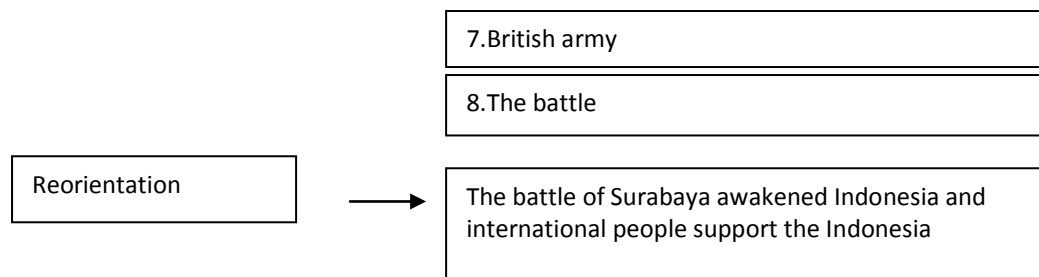 7.British army
8.The battle
Reorientation
The battle of Surabaya awakened Indonesia and
international people support the Indonesia